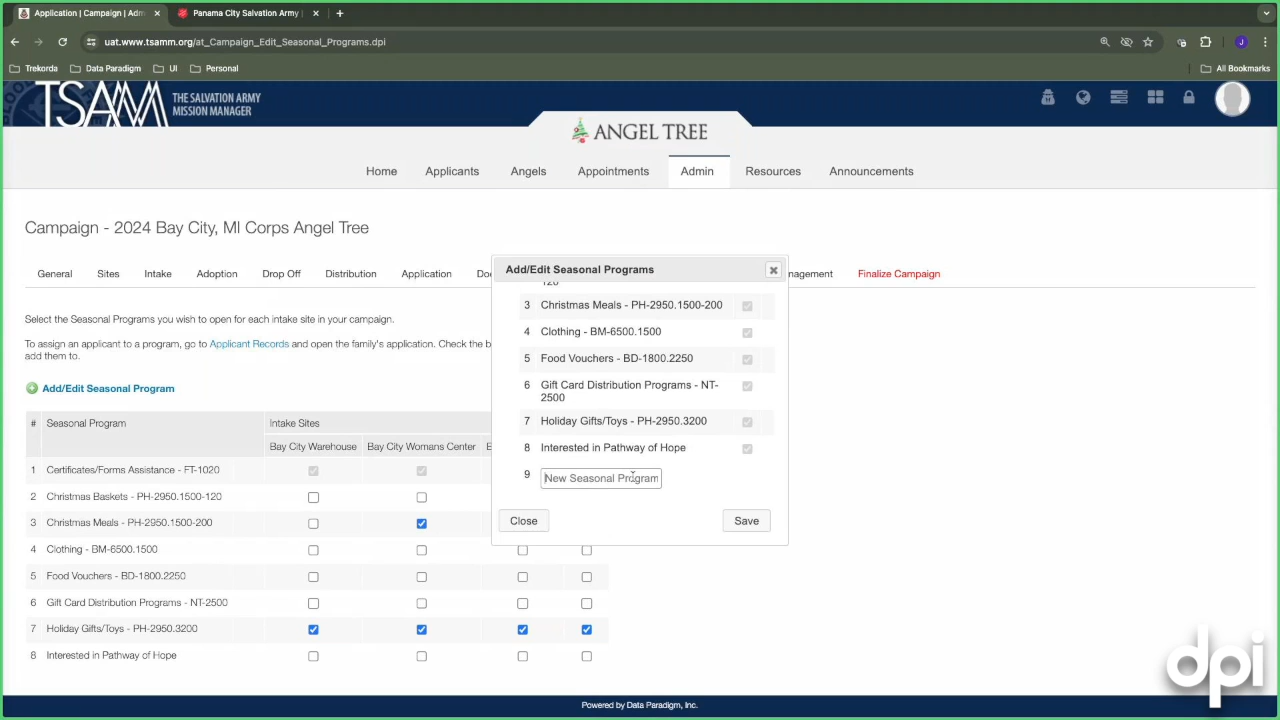 Application | Campaign | Adm
Panama City Salvation Army |
uat.www.tsamm.org/at_Campaign_Edit_Seasonal_Programs.dpi
J
Trekorda
Data Paradigm
UI
Personal
All Bookmarks
TSAMM
THE SALVATION ARMY
MISSION MANAGER
ANGEL TREE
Home
Applicants
Angels
Appointments
Admin
Resources
Announcements
Campaign - 2024 Bay City, MI Corps Angel Tree
General
Sites
Intake
Adoption
Drop Off
Distribution
Application
Do
nagement
Finalize Campaign
Select the Seasonal Programs you wish to open for each intake site in your campaign.
To assign an applicant to a program, go to Applicant Records and open the family's application. Check the b
add them to.
Add/Edit Seasonal Program
# Seasonal Program Intake Sites
Bay City Warehouse Bay City Womans Center
1 Certificates/Forms Assistance - FT-1020
2 Christmas Baskets - PH-2950.1500-120
3 Christmas Meals - PH-2950.1500-200
4 Clothing - BM-6500.1500
5 Food Vouchers - BD-1800.2250
6 Gift Card Distribution Programs - NT-2500
7 Holiday Gifts/Toys - PH-2950.3200
8 Interested in Pathway of Hope
Add/Edit Seasonal Programs
120
3 Christmas Meals - PH-2950.1500-200
4 Clothing - BM-6500.1500
5 Food Vouchers - BD-1800.2250
6 Gift Card Distribution Programs - NT-
2500
7 Holiday Gifts/Toys - PH-2950.3200
8 Interested in Pathway of Hope
9 New Seasonal Program
Close
Save
dpi
Powered by Data Paradigm, Inc.